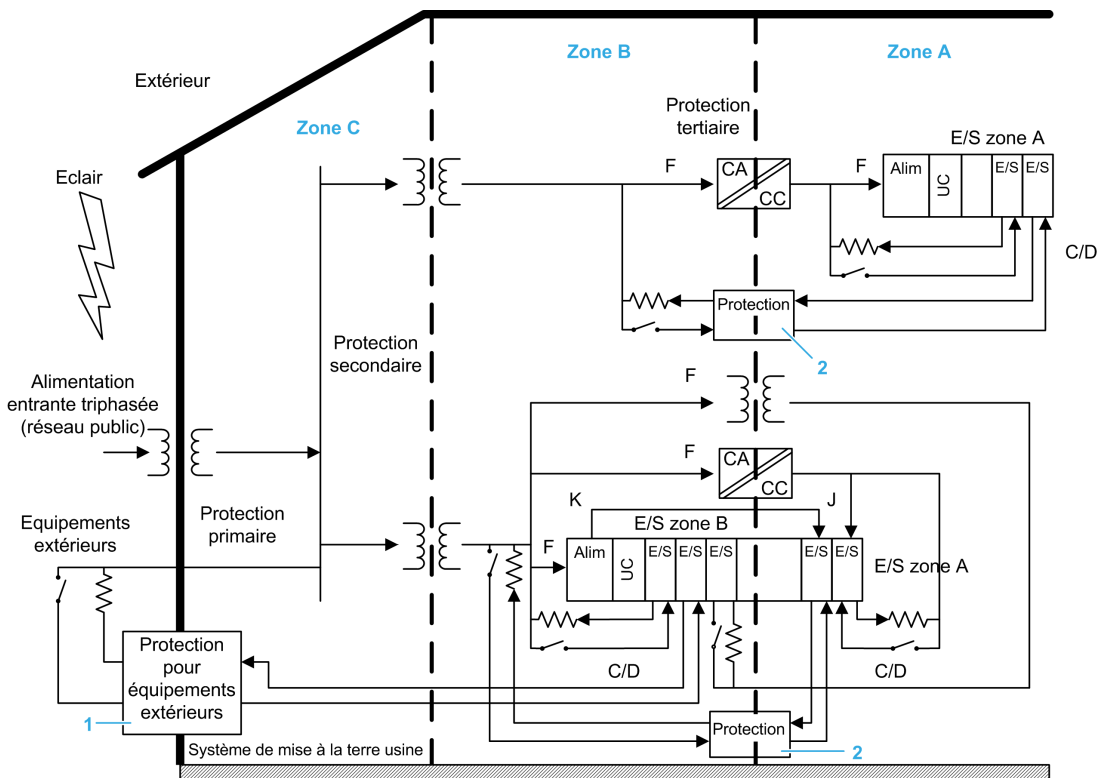 Zone B
Zone A
Extérieur
Zone C
Protection
tertiaire
E/S zone A
Eclair
F
CA
CC
F
Alim
UC
E/S
E/S
C/D
Protection
2
Protection
secondaire
Alimentation
entrante triphasée
(réseau public)
F
F
CA
CC
K
J
Equipements
extérieurs
Protection
primaire
E/S zone B
F
Alim
UC
E/S
E/S
E/S
E/S
E/S
E/S zone A
Protection
pour
équipements
extérieurs
C/D
C/D
1
Protection
2
Système de mise à la terre usine